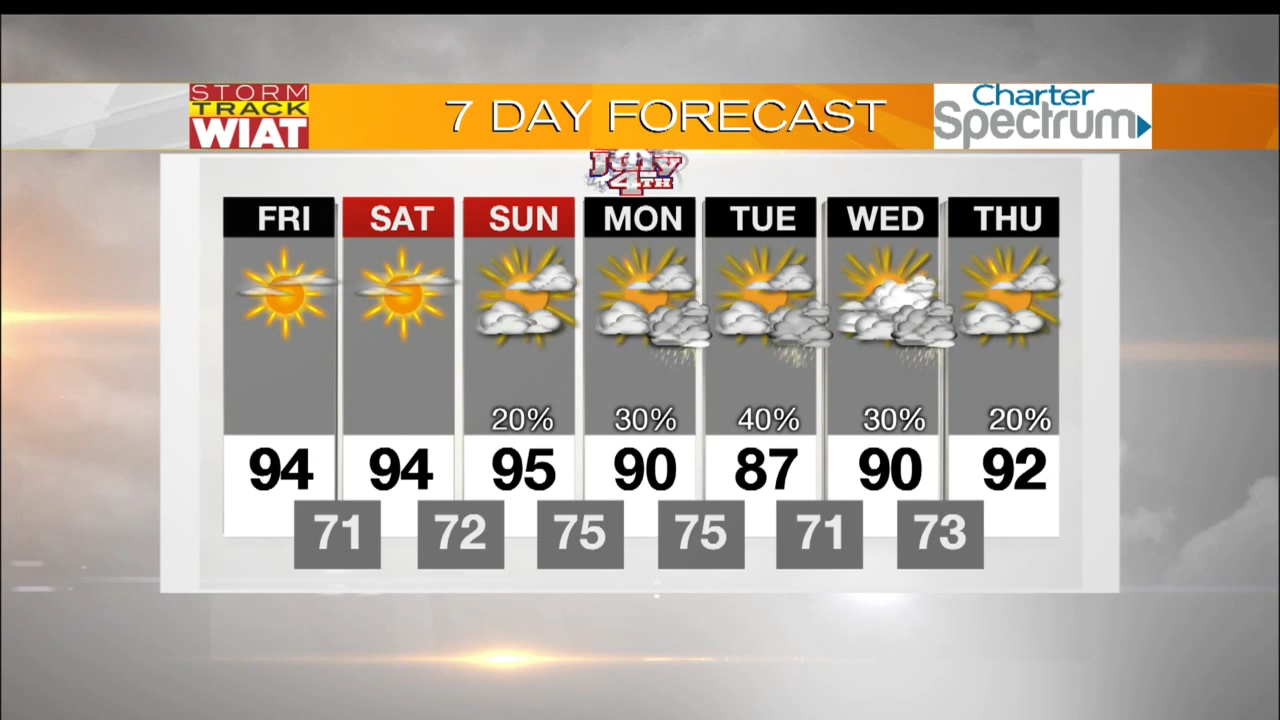 STORM
TRACK
WIAT
7 DAY FORECAST
Charter
Spectrum
July
4TH
FRI SAT SUN MON TUE WED THU
20% 30% 40% 30% 20%
94 94 95 90 87 90 92
71 72 75 75 71 73